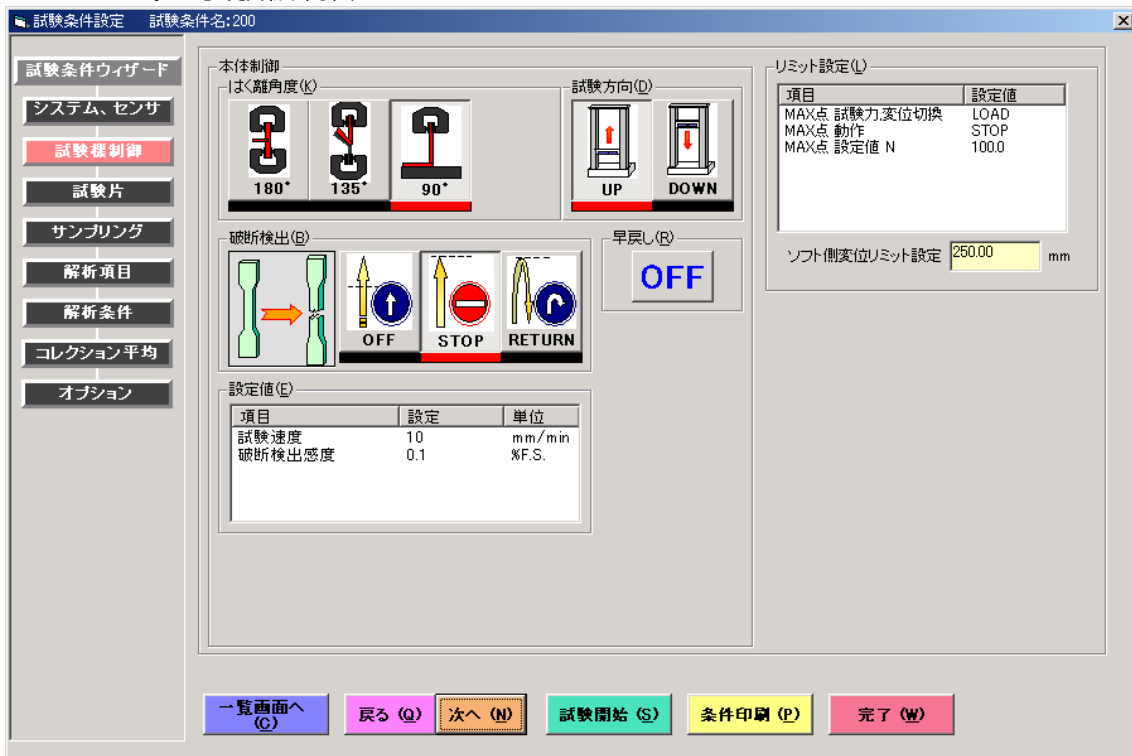 試験条件設定　試験条件名:200
試験条件ウィザード
システム、センサ
試験機制御
試験片
サンプリング
解析項目
解析条件
コレクション平均
オプション
本体制御
はく離角度(K)
180°
135°
90°
試験方向(D)
UP
DOWN
破断検出(B)
OFF
STOP
RETURN
早戻し(R)
OFF
設定値(E)
項目 設定 単位
試験速度 10 mm/min
破断検出感度 0.1 %F.S.
リミット設定(L)
項目 設定値
MAX点 試験力,変位切換 LOAD
MAX点 動作 STOP
MAX点 設定値 N 100.0
ソフト側変位リミット設定 250.00 mm
一覧画面へ
(C)
戻る (Q)
次へ (N)
試験開始 (S)
条件印刷 (P)
完了 (W)